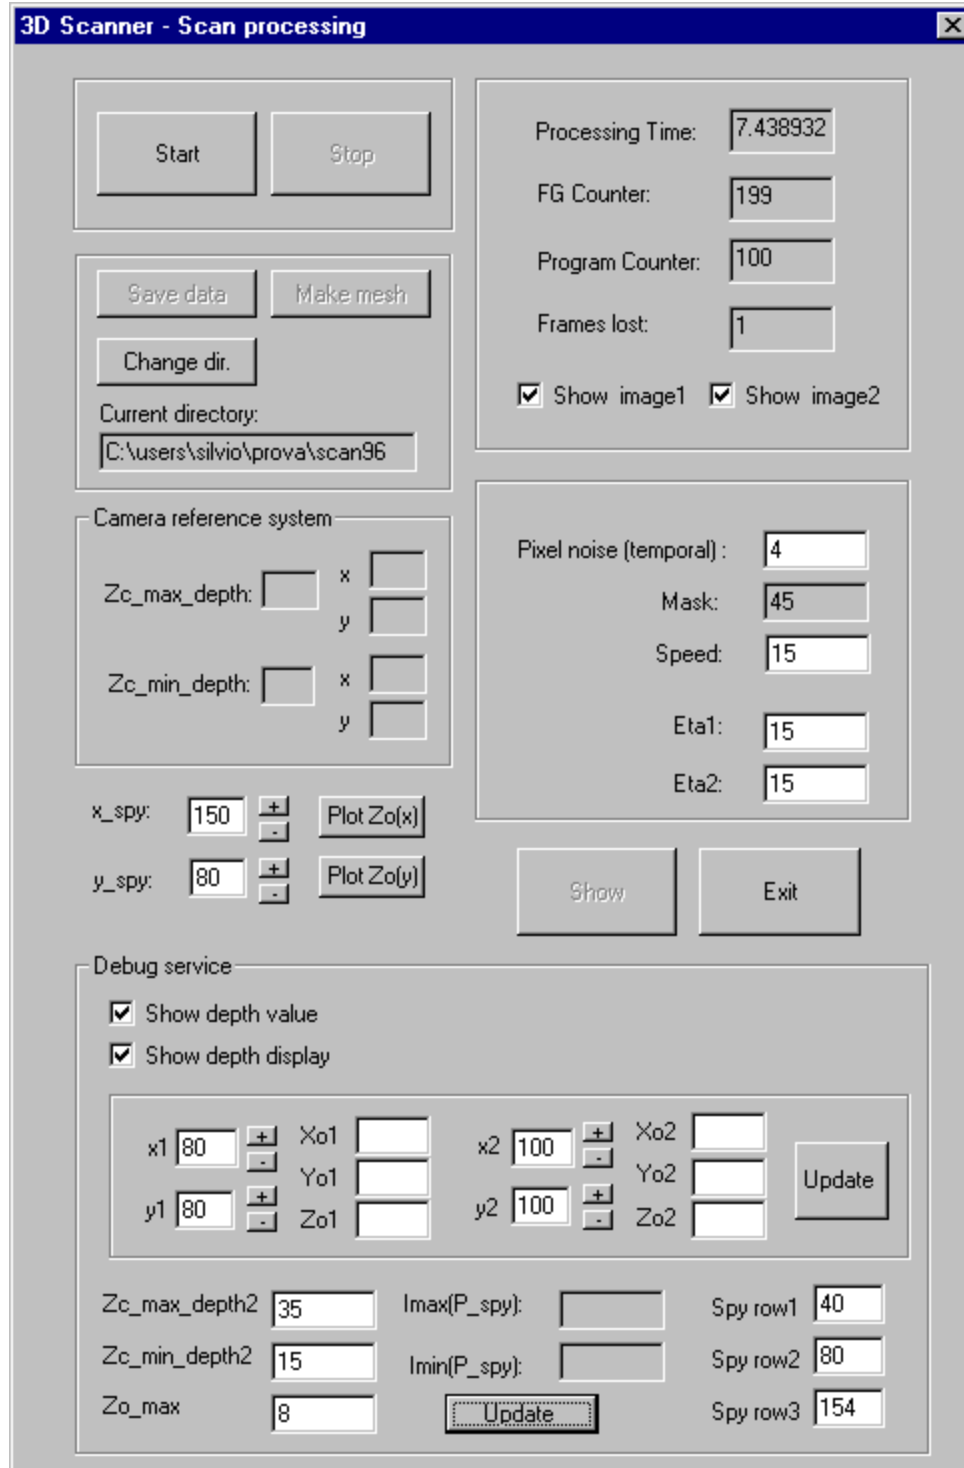 3D Scanner - Scan processing
Start
Stop
Save data
Make mesh
Change dir.
Current directory:
C:\users\silvio\prova\scan96
Processing Time: 7.438932
FG Counter: 199
Program Counter: 100
Frames lost: 1
Show image1 Show image2
Camera reference system
Zc_max_depth: x
y
Zc_min_depth: x
y
Pixel noise (temporal) : 4
Mask: 45
Speed: 15
Eta1: 15
Eta2: 15
x_spy: 150 + - Plot Zo(x)
y_spy: 80 + - Plot Zo(y)
Show
Exit
Debug service
Show depth value
Show depth display
x1 80 + - Xo1
Yo1
y1 80 + - Zo1
x2 100 + - Xo2
Yo2
y2 100 + - Zo2
Update
Zc_max_depth2 35 Imax(P_spy): Spy row1 40
Zc_min_depth2 15 Imin(P_spy): Spy row2 80
Zo_max 8 Update Spy row3 154